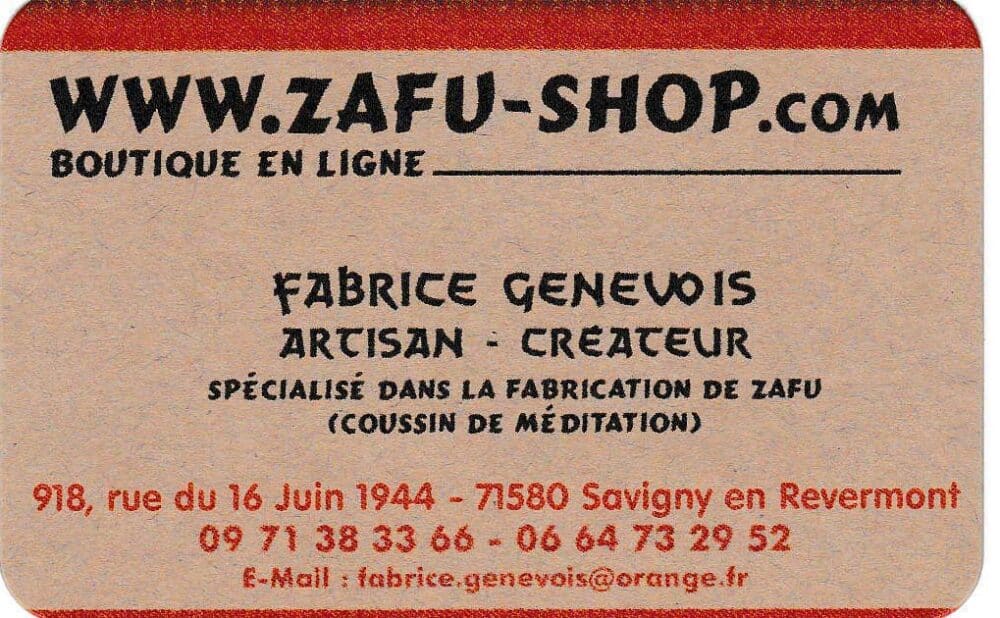 WWW.ZAFU-SHOP.COM
BOUTIQUE EN LIGNE
FABRICE GENEVOIS
ARTISAN - CRÉATEUR
SPÉCIALISÉ DANS LA FABRICATION DE ZAFU
(COUSSIN DE MÉDITATION)
918, rue du 16 Juin 1944 - 71580 Savigny en Revermont
09 71 38 33 66 - 06 64 73 29 52
E-Mail : fabrice.genevois@orange.fr